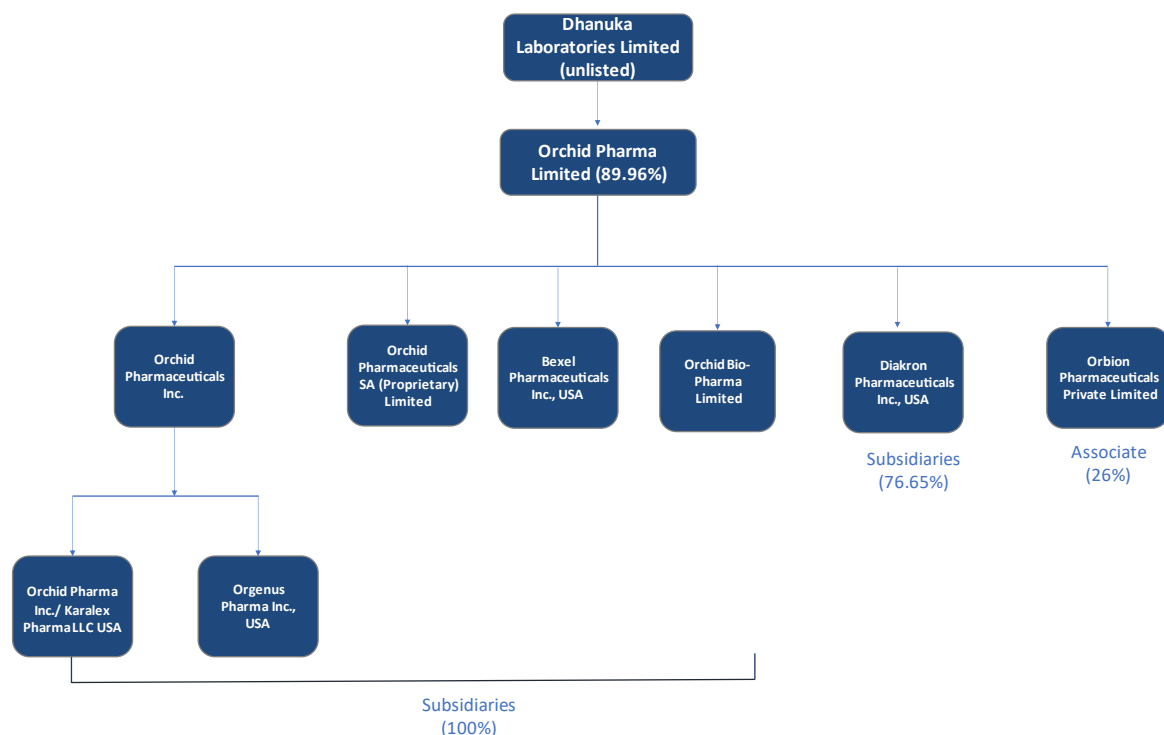 Dhanuka
Laboratories Limited
(unlisted)
Orchid Pharma
Limited (89.96%)
Orchid
Pharmaceuticals
Inc.
Orchid
Pharmaceuticals
SA (Proprietary)
Limited
Bexel
Pharmaceuticals
Inc., USA
Orchid Bio-
Pharma
Limited
Diakron
Pharmaceuticals
Inc., USA
Orbion
Pharmaceuticals
Private Limited
Subsidiaries
(76.65%)
Associate
(26%)
Orchid Pharma
Inc./ Karalex
Pharma LLC USA
Orgenus
Pharma Inc.,
USA
Subsidiaries
(100%)